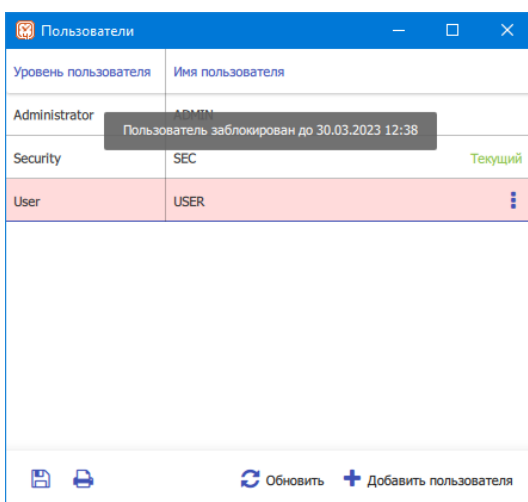 Пользователи
Уровень пользователя Имя пользователя
Administrator ADMIN
Пользователь заблокирован до 30.03.2023 12:38
Security SEC Текущий
User USER
Обновить Добавить пользователя